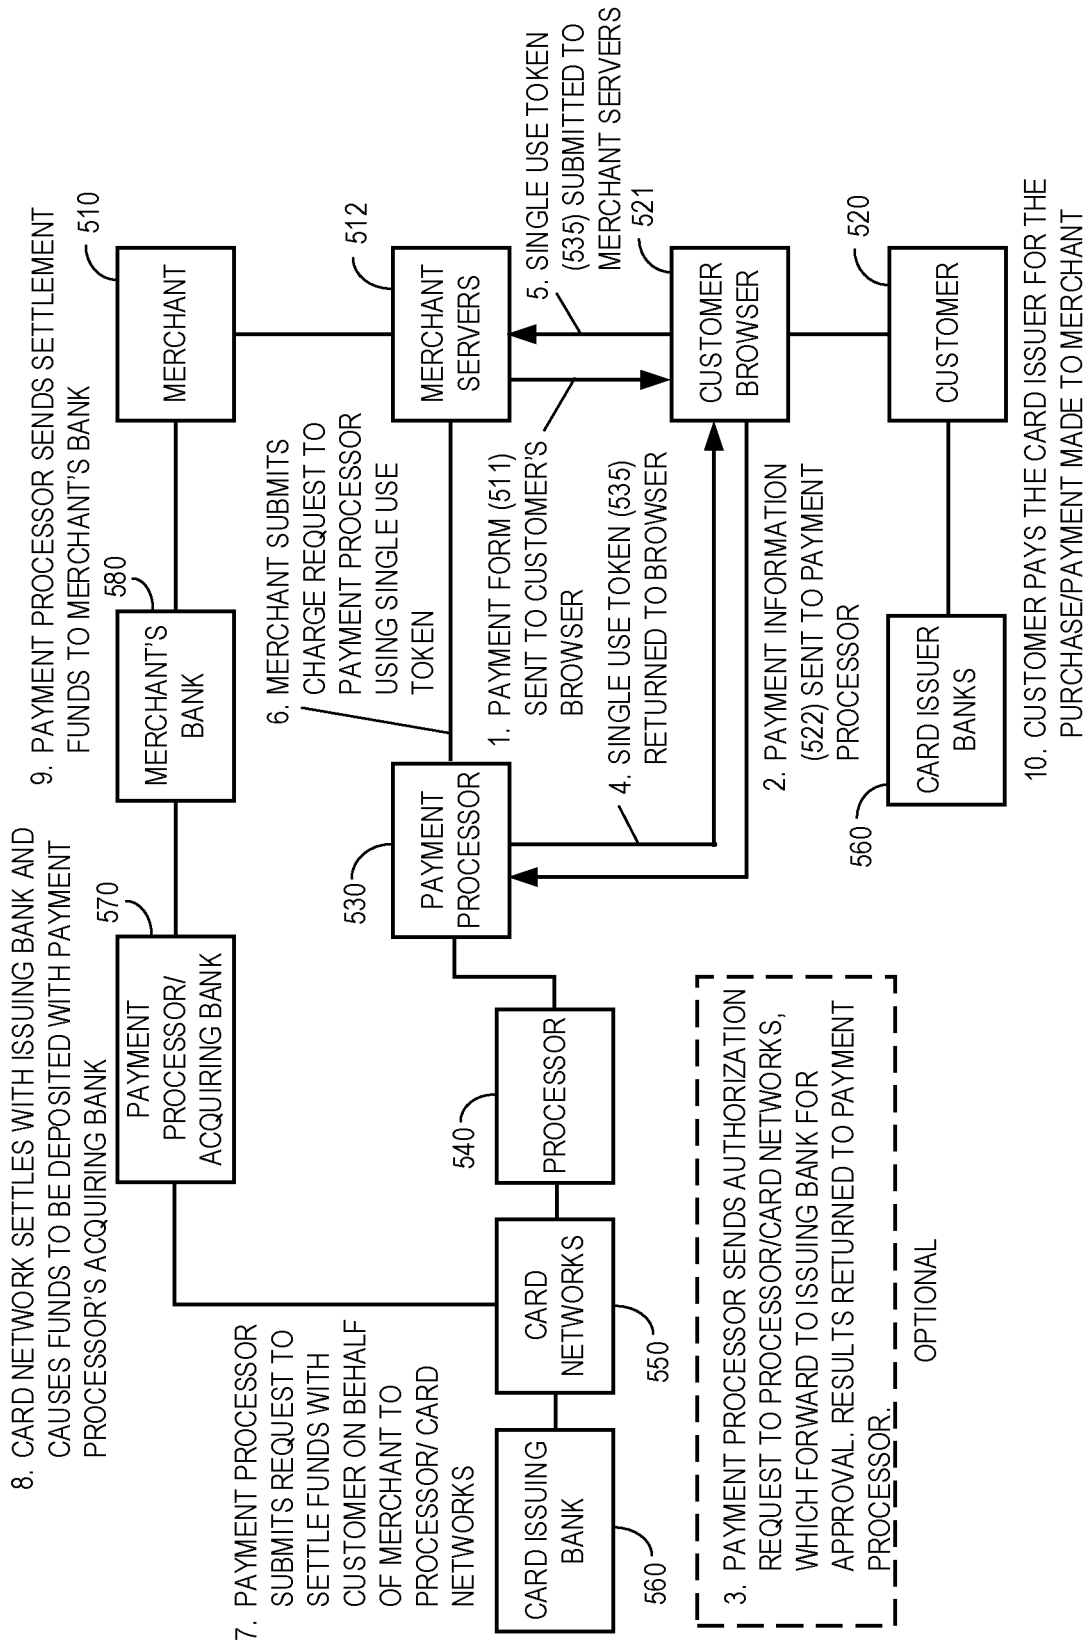 8. CARD NETWORK SETTLES WITH ISSUING BANK AND
CAUSES FUNDS TO BE DEPOSITED WITH PAYMENT
PROCESSOR'S ACQUIRING BANK
9. PAYMENT PROCESSOR SENDS SETTLEMENT
FUNDS TO MERCHANT'S BANK
570
PAYMENT
PROCESSOR/
ACQUIRING BANK
580
MERCHANT'S
BANK
510
MERCHANT
7. PAYMENT PROCESSOR
SUBMITS REQUEST TO
SETTLE FUNDS WITH
CUSTOMER ON BEHALF
OF MERCHANT TO
PROCESSOR/ CARD
NETWORKS
6. MERCHANT SUBMITS
CHARGE REQUEST TO
PAYMENT PROCESSOR
USING SINGLE USE
TOKEN
530
PAYMENT
PROCESSOR
512
MERCHANT
SERVERS
540
PROCESSOR
CARD
NETWORKS
550
CARD ISSUING
BANK
560
1. PAYMENT FORM (511)
SENT TO CUSTOMER'S
BROWSER
5. SINGLE USE TOKEN
(535) SUBMITTED TO
MERCHANT SERVERS
4. SINGLE USE TOKEN (535)
RETURNED TO BROWSER
521
CUSTOMER
BROWSER
2. PAYMENT INFORMATION
(522) SENT TO PAYMENT
PROCESSOR
3. PAYMENT PROCESSOR SENDS AUTHORIZATION
REQUEST TO PROCESSOR/CARD NETWORKS,
WHICH FORWARD TO ISSUING BANK FOR
APPROVAL. RESULTS RETURNED TO PAYMENT
PROCESSOR.
OPTIONAL
560
CARD ISSUER
BANKS
520
CUSTOMER
10. CUSTOMER PAYS THE CARD ISSUER FOR THE
PURCHASE/PAYMENT MADE TO MERCHANT